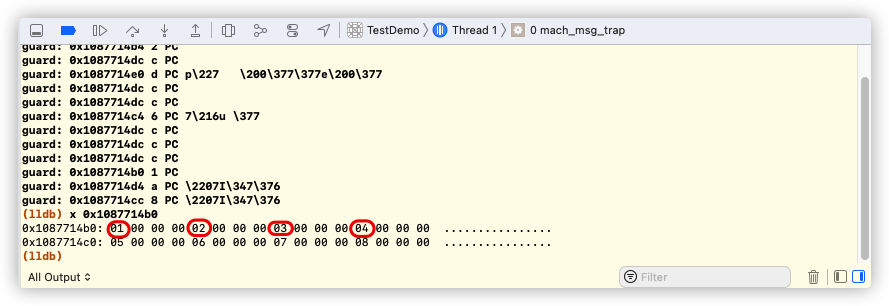 TestDemo 〉 Thread 1 〉 0 mach_msg_trap
guard: 0x1087714b4 2 PC
guard: 0x1087714dc c PC
guard: 0x1087714e0 d PC p\227   \200\377\377e\200\377
guard: 0x1087714dc c PC
guard: 0x1087714dc c PC
guard: 0x1087714c4 6 PC 7\216u \377
guard: 0x1087714dc c PC
guard: 0x1087714dc c PC
guard: 0x1087714b0 1 PC
guard: 0x1087714d4 a PC \2207I\347\376
guard: 0x1087714cc 8 PC \2207I\347\376
(lldb) x 0x1087714b0
0x1087714b0: 01 00 00 00 02 00 00 00 03 00 00 00 04 00 00 00  ................
0x1087714c0: 05 00 00 00 06 00 00 00 07 00 00 00 08 00 00 00  ................
(lldb)
All Output
Filter